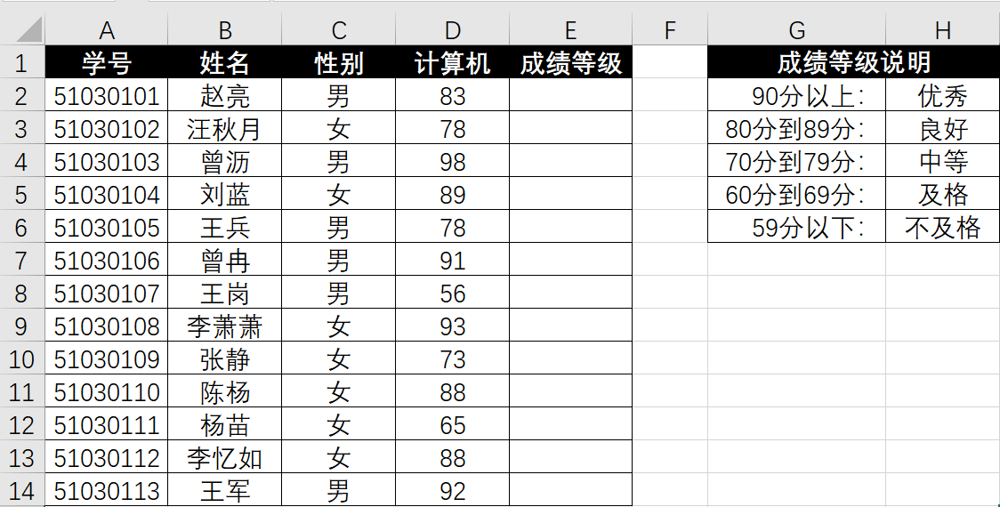 A B C D E F G H
1 学号 姓名 性别 计算机 成绩等级 成绩等级说明
2 51030101 赵亮 男 83 90分以上： 优秀
3 51030102 汪秋月 女 78 80分到89分： 良好
4 51030103 曾沥 男 98 70分到79分： 中等
5 51030104 刘蓝 女 89 60分到69分： 及格
6 51030105 王兵 男 78 59分以下： 不及格
7 51030106 曾冉 男 91
8 51030107 王岗 男 56
9 51030108 李萧萧 女 93
10 51030109 张静 女 73
11 51030110 陈杨 女 88
12 51030111 杨苗 女 65
13 51030112 李忆如 女 88
14 51030113 王军 男 92